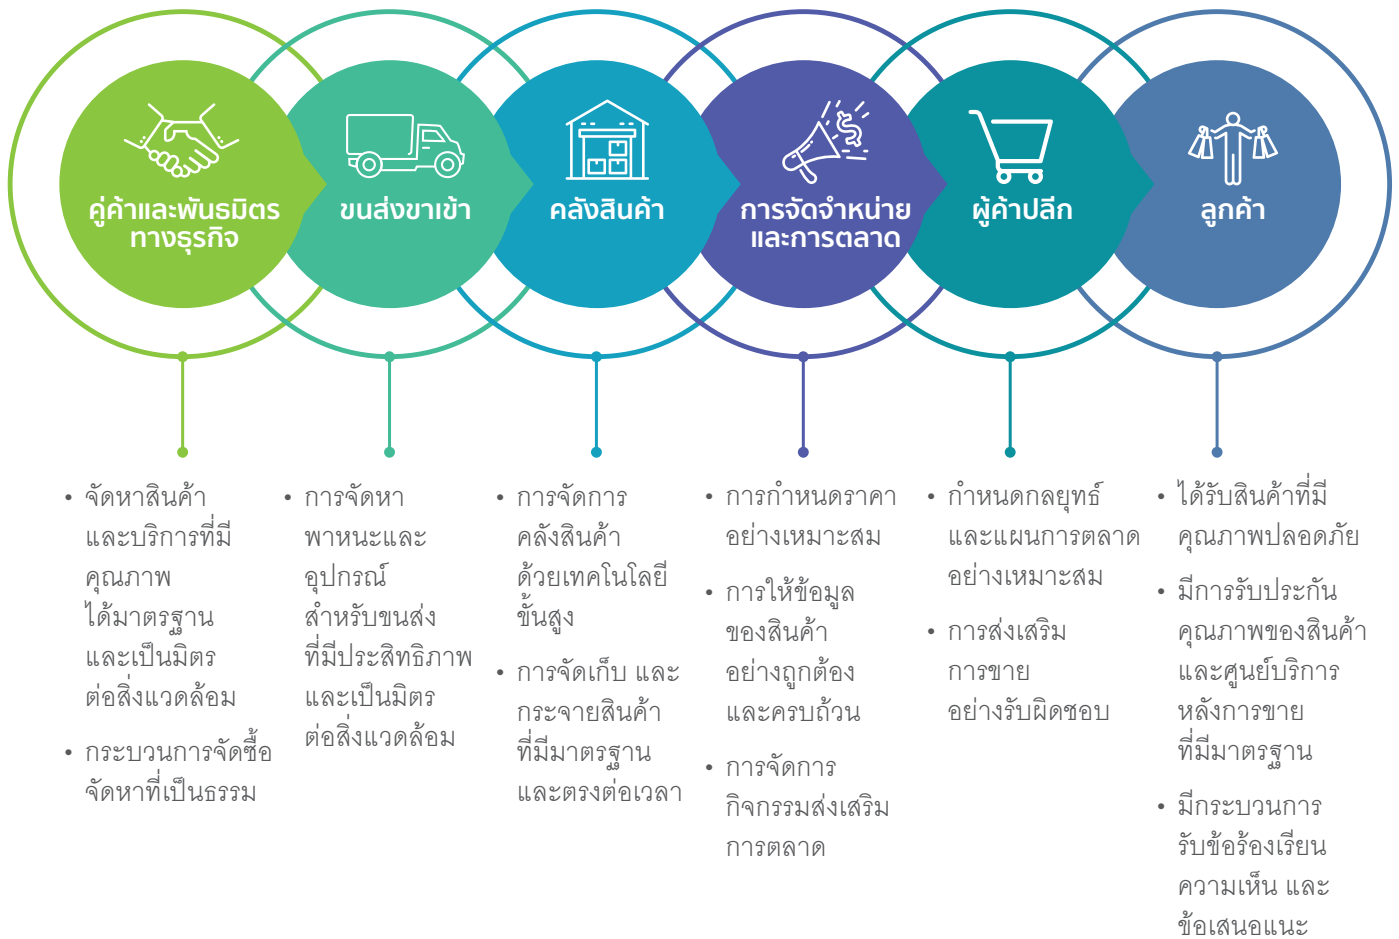 คู่ค้าและพันธมิตร
ทางธุรกิจ
ขนส่งขาเข้า
คลังสินค้า
การจัดจำหน่าย
และการตลาด
ผู้ค้าปลีก
ลูกค้า
• จัดหาสินค้า
และบริการที่มี
คุณภาพ
ได้มาตรฐาน
และเป็นมิตร
ต่อสิ่งแวดล้อม
• กระบวนการจัดซื้อ
จัดหาที่เป็นธรรม
• การจัดหา
พาหนะและ
อุปกรณ์
สำหรับขนส่ง
ที่มีประสิทธิภาพ
และเป็นมิตร
ต่อสิ่งแวดล้อม
• การจัดการ
คลังสินค้า
ด้วยเทคโนโลยี
ขั้นสูง
• การจัดเก็บ และ
กระจายสินค้า
ที่มีมาตรฐาน
และตรงต่อเวลา
• การกำหนดราคา
อย่างเหมาะสม
• การให้ข้อมูล
ของสินค้า
อย่างถูกต้อง
และครบถ้วน
• การจัดการ
กิจกรรมส่งเสริม
การตลาด
• กำหนดกลยุทธ์
และแผนการตลาด
อย่างเหมาะสม
• การส่งเสริม
การขาย
อย่างรับผิดชอบ
• ได้รับสินค้าที่มี
คุณภาพปลอดภัย
• มีการรับประกัน
คุณภาพของสินค้า
และศูนย์บริการ
หลังการขาย
ที่มีมาตรฐาน
• มีกระบวนการ
รับข้อร้องเรียน
ความเห็น และ
ข้อเสนอแนะ